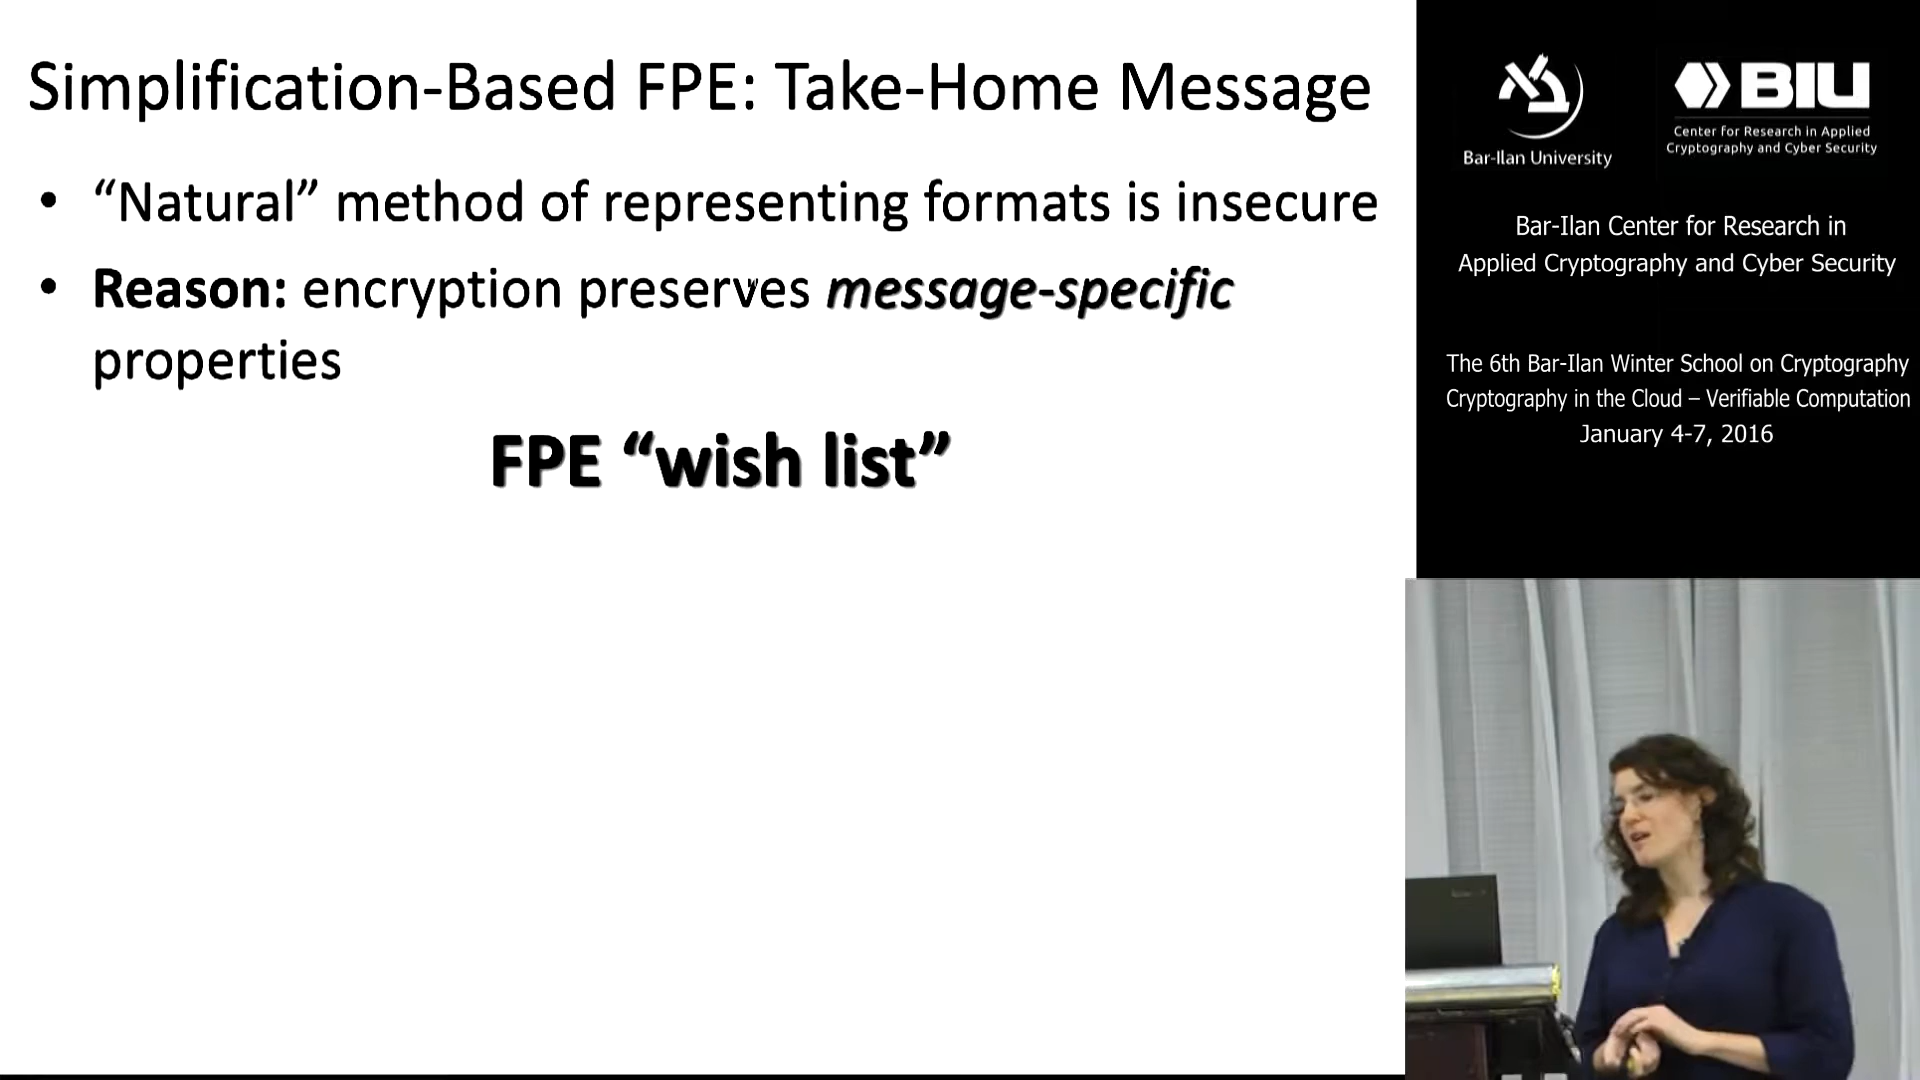 Simplification-Based FPE: Take-Home Message
• “Natural” method of representing formats is insecure
• Reason: encryption preserves message-specific
properties
FPE “wish list”
Bar-Ilan University
BIU
Center for Research in Applied
Cryptography and Cyber Security
Bar-Ilan Center for Research in
Applied Cryptography and Cyber Security
The 6th Bar-Ilan Winter School on Cryptography
Cryptography in the Cloud – Verifiable Computation
January 4-7, 2016